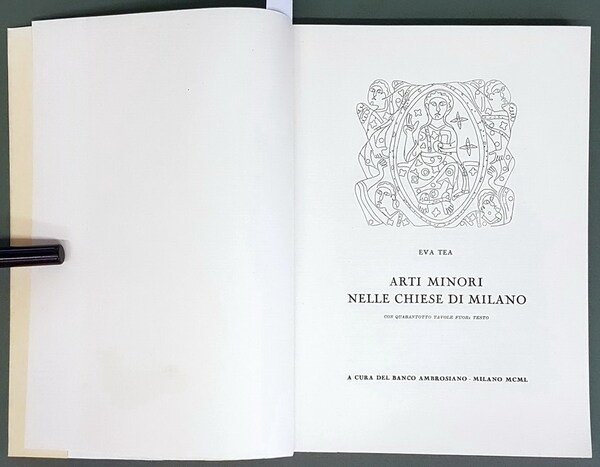 EVA TEA
ARTI MINORI
NELLE CHIESE DI MILANO
CON QUARANTOTTO TAVOLE FUORI TESTO
A CURA DEL BANCO AMBROSIANO - MILANO MCML